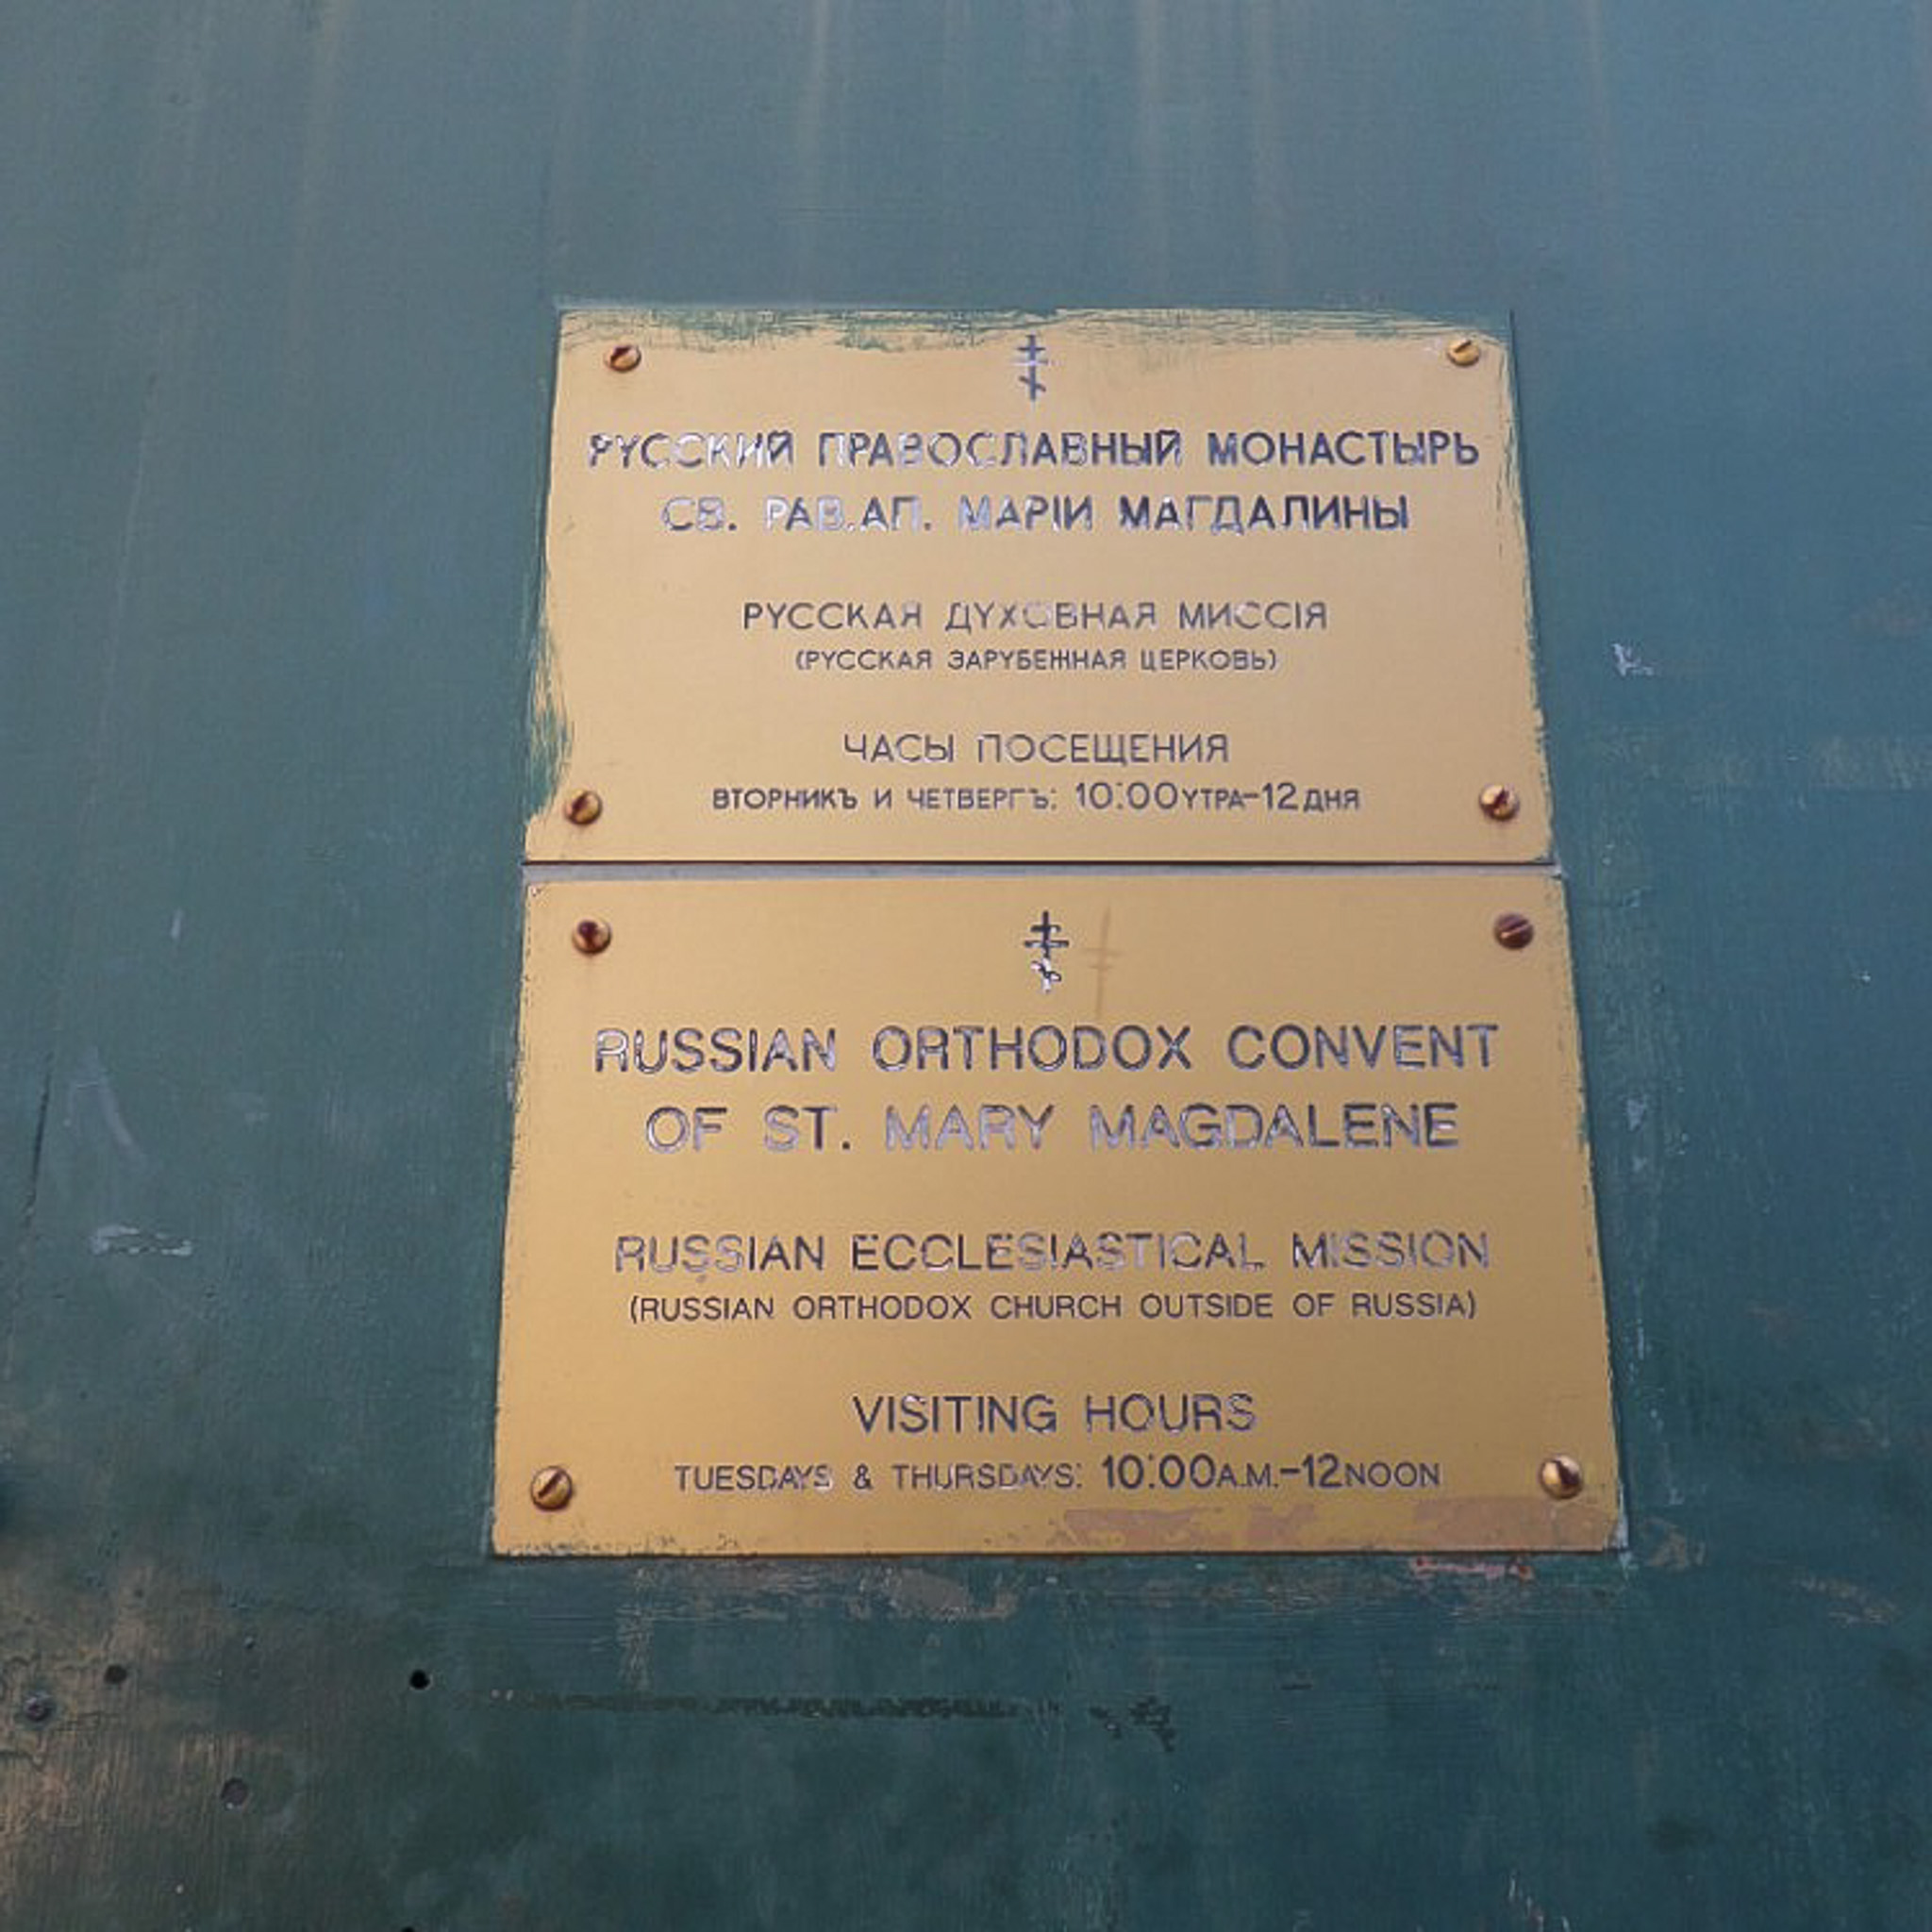 РУССКИЙ ПРАВОСЛАВНЫЙ МОНАСТЫРЬ
СВ. РАВ.АП. МАРІИ МАГДАЛИНЫ
РУССКАЯ ДУХОВНАЯ МИССІЯ
(РУССКАЯ ЗАРУБЕЖНАЯ ЦЕРКОВЬ)
ЧАСЫ ПОСЕЩЕНИЯ
ВТОРНИКЪ И ЧЕТВЕРГЪ: 10:00УТРА-12ДНЯ
RUSSIAN ORTHODOX CONVENT
OF ST. MARY MAGDALENE
RUSSIAN ECCLESIASTICAL MISSION
(RUSSIAN ORTHODOX CHURCH OUTSIDE OF RUSSIA)
VISITING HOURS
TUESDAYS & THURSDAYS: 10:00A.M.-12NOON